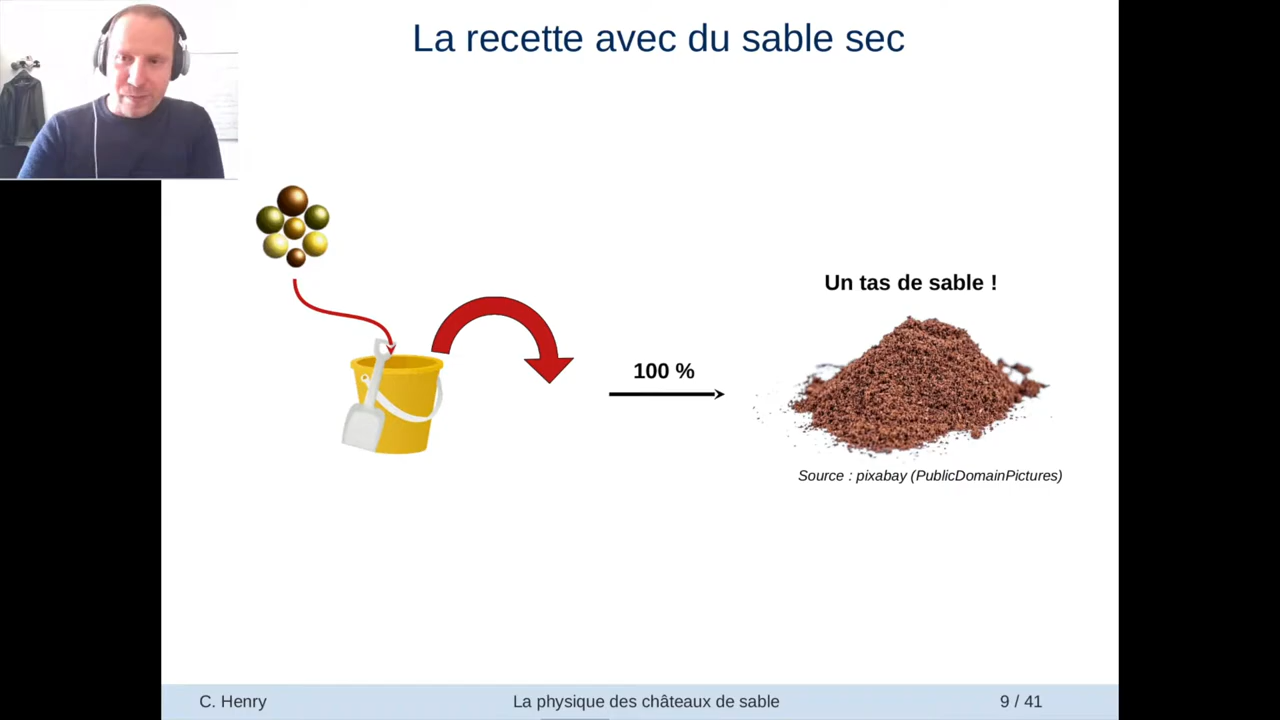 La recette avec du sable sec
Un tas de sable !
100 %
Source : pixabay (PublicDomainPictures)
C. Henry
La physique des châteaux de sable
9 / 41